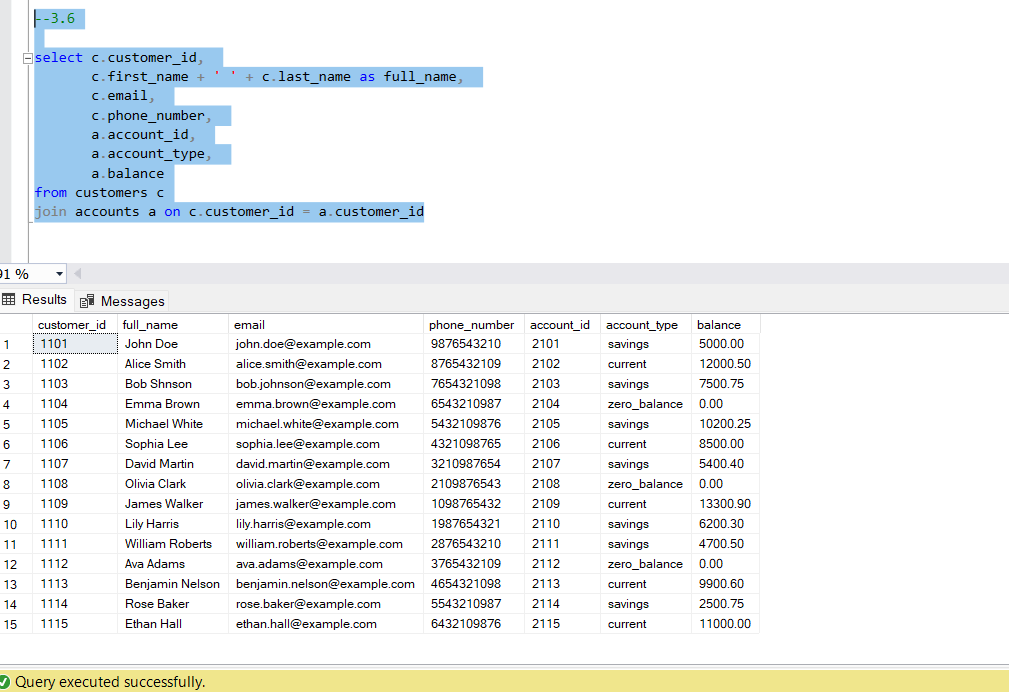 --3.6
select c.customer_id,
c.first_name + ' ' + c.last_name as full_name,
c.email,
c.phone_number,
a.account_id,
a.account_type,
a.balance
from customers c
join accounts a on c.customer_id = a.customer_id
91 %
Results Messages
customer_id full_name email phone_number account_id account_type balance
1 1101 John Doe john.doe@example.com 9876543210 2101 savings 5000.00
2 1102 Alice Smith alice.smith@example.com 8765432109 2102 current 12000.50
3 1103 Bob Shnson bob.johnson@example.com 7654321098 2103 savings 7500.75
4 1104 Emma Brown emma.brown@example.com 6543210987 2104 zero_balance 0.00
5 1105 Michael White michael.white@example.com 5432109876 2105 savings 10200.25
6 1106 Sophia Lee sophia.lee@example.com 4321098765 2106 current 8500.00
7 1107 David Martin david.martin@example.com 3210987654 2107 savings 5400.40
8 1108 Olivia Clark olivia.clark@example.com 2109876543 2108 zero_balance 0.00
9 1109 James Walker james.walker@example.com 1098765432 2109 current 13300.90
10 1110 Lily Harris lily.harris@example.com 1987654321 2110 savings 6200.30
11 1111 William Roberts william.roberts@example.com 2876543210 2111 savings 4700.50
12 1112 Ava Adams ava.adams@example.com 3765432109 2112 zero_balance 0.00
13 1113 Benjamin Nelson benjamin.nelson@example.com 4654321098 2113 current 9900.60
14 1114 Rose Baker rose.baker@example.com 5543210987 2114 savings 2500.75
15 1115 Ethan Hall ethan.hall@example.com 6432109876 2115 current 11000.00
Query executed successfully.